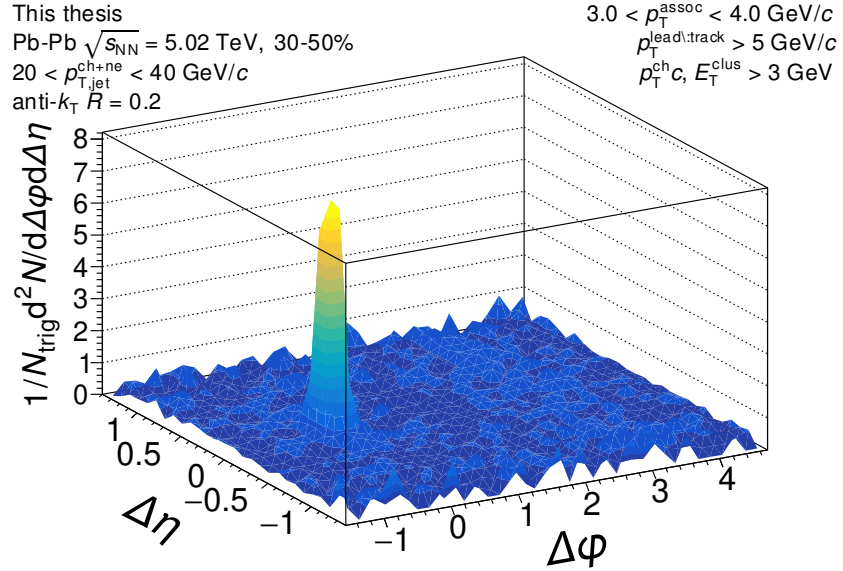 This thesis
Pb-Pb √sNN = 5.02 TeV, 30-50%
20 < p_T,jet^ch+ne < 40 GeV/c
anti-k_T R = 0.2
3.0 < p_T^assoc < 4.0 GeV/c
p_T^lead\:track > 5 GeV/c
p_T^ch c, E_T^clus > 3 GeV
1/N_trig d²N/dΔφdΔη
8
7
6
5
4
3
2
1
0
1
0.5
0
−0.5
−1
Δη
−1
0
1
2
3
4
Δφ